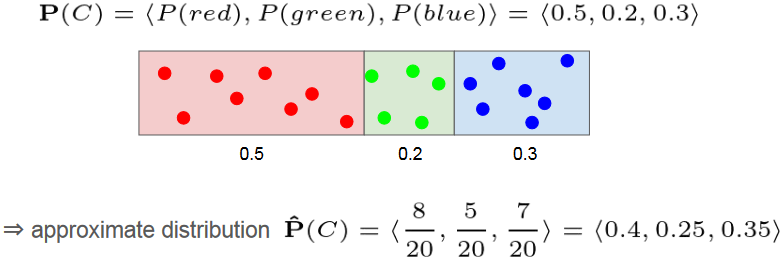 P(C) = ⟨P(red), P(green), P(blue)⟩ = ⟨0.5, 0.2, 0.3⟩
0.5 0.2 0.3
⇒ approximate distribution P̂(C) = ⟨8/20, 5/20, 7/20⟩ = ⟨0.4, 0.25, 0.35⟩